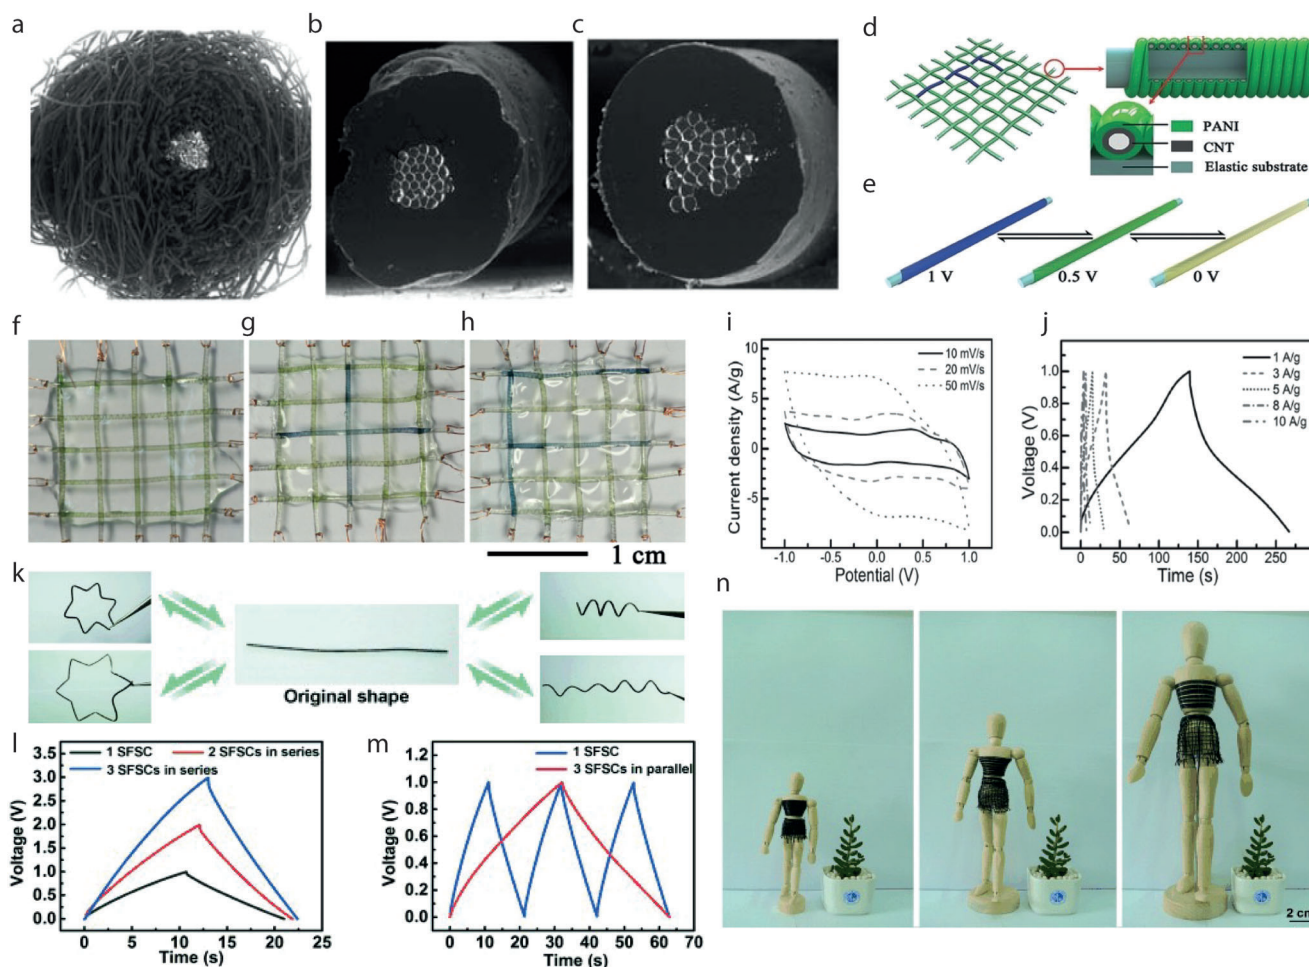 a
b
c
d
PANI
CNT
Elastic substrate
e
1 V
0.5 V
0 V
f
g
h
1 cm
i
Current density (A/g)
10
5
0
-5
10 mV/s
20 mV/s
50 mV/s
-1.0
-0.5
0.0
0.5
1.0
Potential (V)
j
Voltage (V)
1.0
0.8
0.6
0.4
0.2
0.0
1 A/g
3 A/g
5 A/g
8 A/g
10 A/g
0
50
100
150
200
250
Time (s)
k
Original shape
l
Voltage (V)
3.5
3.0
2.5
2.0
1.5
1.0
0.5
0.0
1 SFSC
2 SFSCs in series
3 SFSCs in series
0
5
10
15
20
25
Time (s)
m
Voltage (V)
1.2
1.0
0.8
0.6
0.4
0.2
0.0
1 SFSC
3 SFSCs in parallel
0
10
20
30
40
50
60
70
Time (s)
n
2 cm